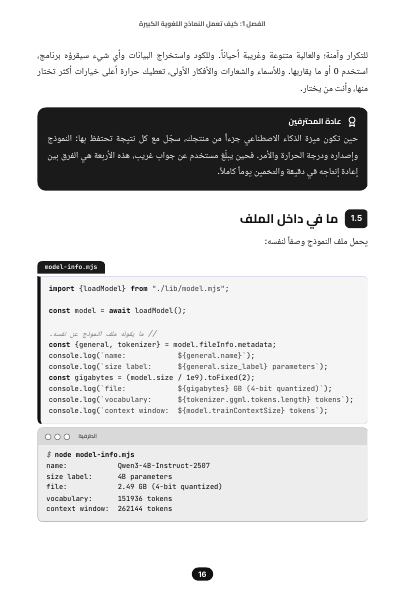 الفصل 1: كيف تعمل النماذج اللغوية الكبيرة
للتكرار وآمنة؛ والعالية متنوعة وغريبة أحياناً. وللكود واستخراج البيانات وأي شيء سيقرؤه برنامج،
استخدم 0 أو ما يقاربها. وللأسماء والشعارات والأفكار الأولى، تعطيك حرارة أعلى خيارات أكثر تختار
منها، وأنت من يختار.
عادة المحترفين
حين تكون ميزة الذكاء الاصطناعي جزءاً من منتجك، سجّل مع كل نتيجة تحتفظ بها: النموذج
وإصداره ودرجة الحرارة والأمر. فحين يبلّغ مستخدم عن جواب غريب، هذه الأربعة هي الفرق بين
إعادة إنتاجه في دقيقة والتخمين يوماً كاملاً.
1.5 ما في داخل الملف
يحمل ملف النموذج وصفاً لنفسه:
model-info.mjs
import {loadModel} from "./lib/model.mjs";
const model = await loadModel();
// ما يقوله ملف النموذج عن نفسه.
const {general, tokenizer} = model.fileInfo.metadata;
console.log(`name:           ${general.name}`);
console.log(`size label:     ${general.size_label} parameters`);
const gigabytes = (model.size / 1e9).toFixed(2);
console.log(`file:           ${gigabytes} GB (4-bit quantized)`);
console.log(`vocabulary:     ${tokenizer.ggml.tokens.length} tokens`);
console.log(`context window: ${model.trainContextSize} tokens`);
الطرفية
$ node model-info.mjs
name:           Qwen3-4B-Instruct-2507
size label:     4B parameters
file:           2.49 GB (4-bit quantized)
vocabulary:     151936 tokens
context window: 262144 tokens
16